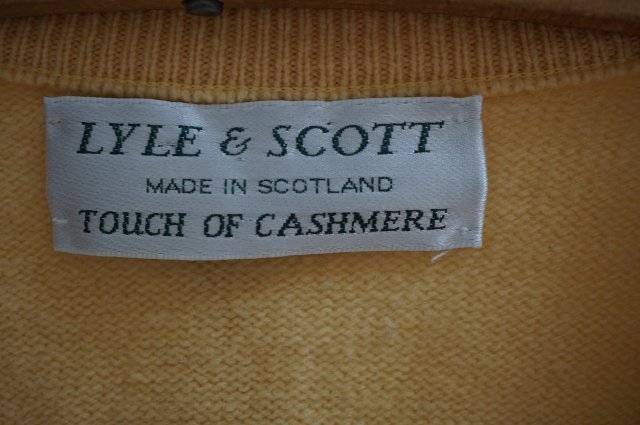 LYLE & SCOTT
MADE IN SCOTLAND
TOUCH OF CASHMERE